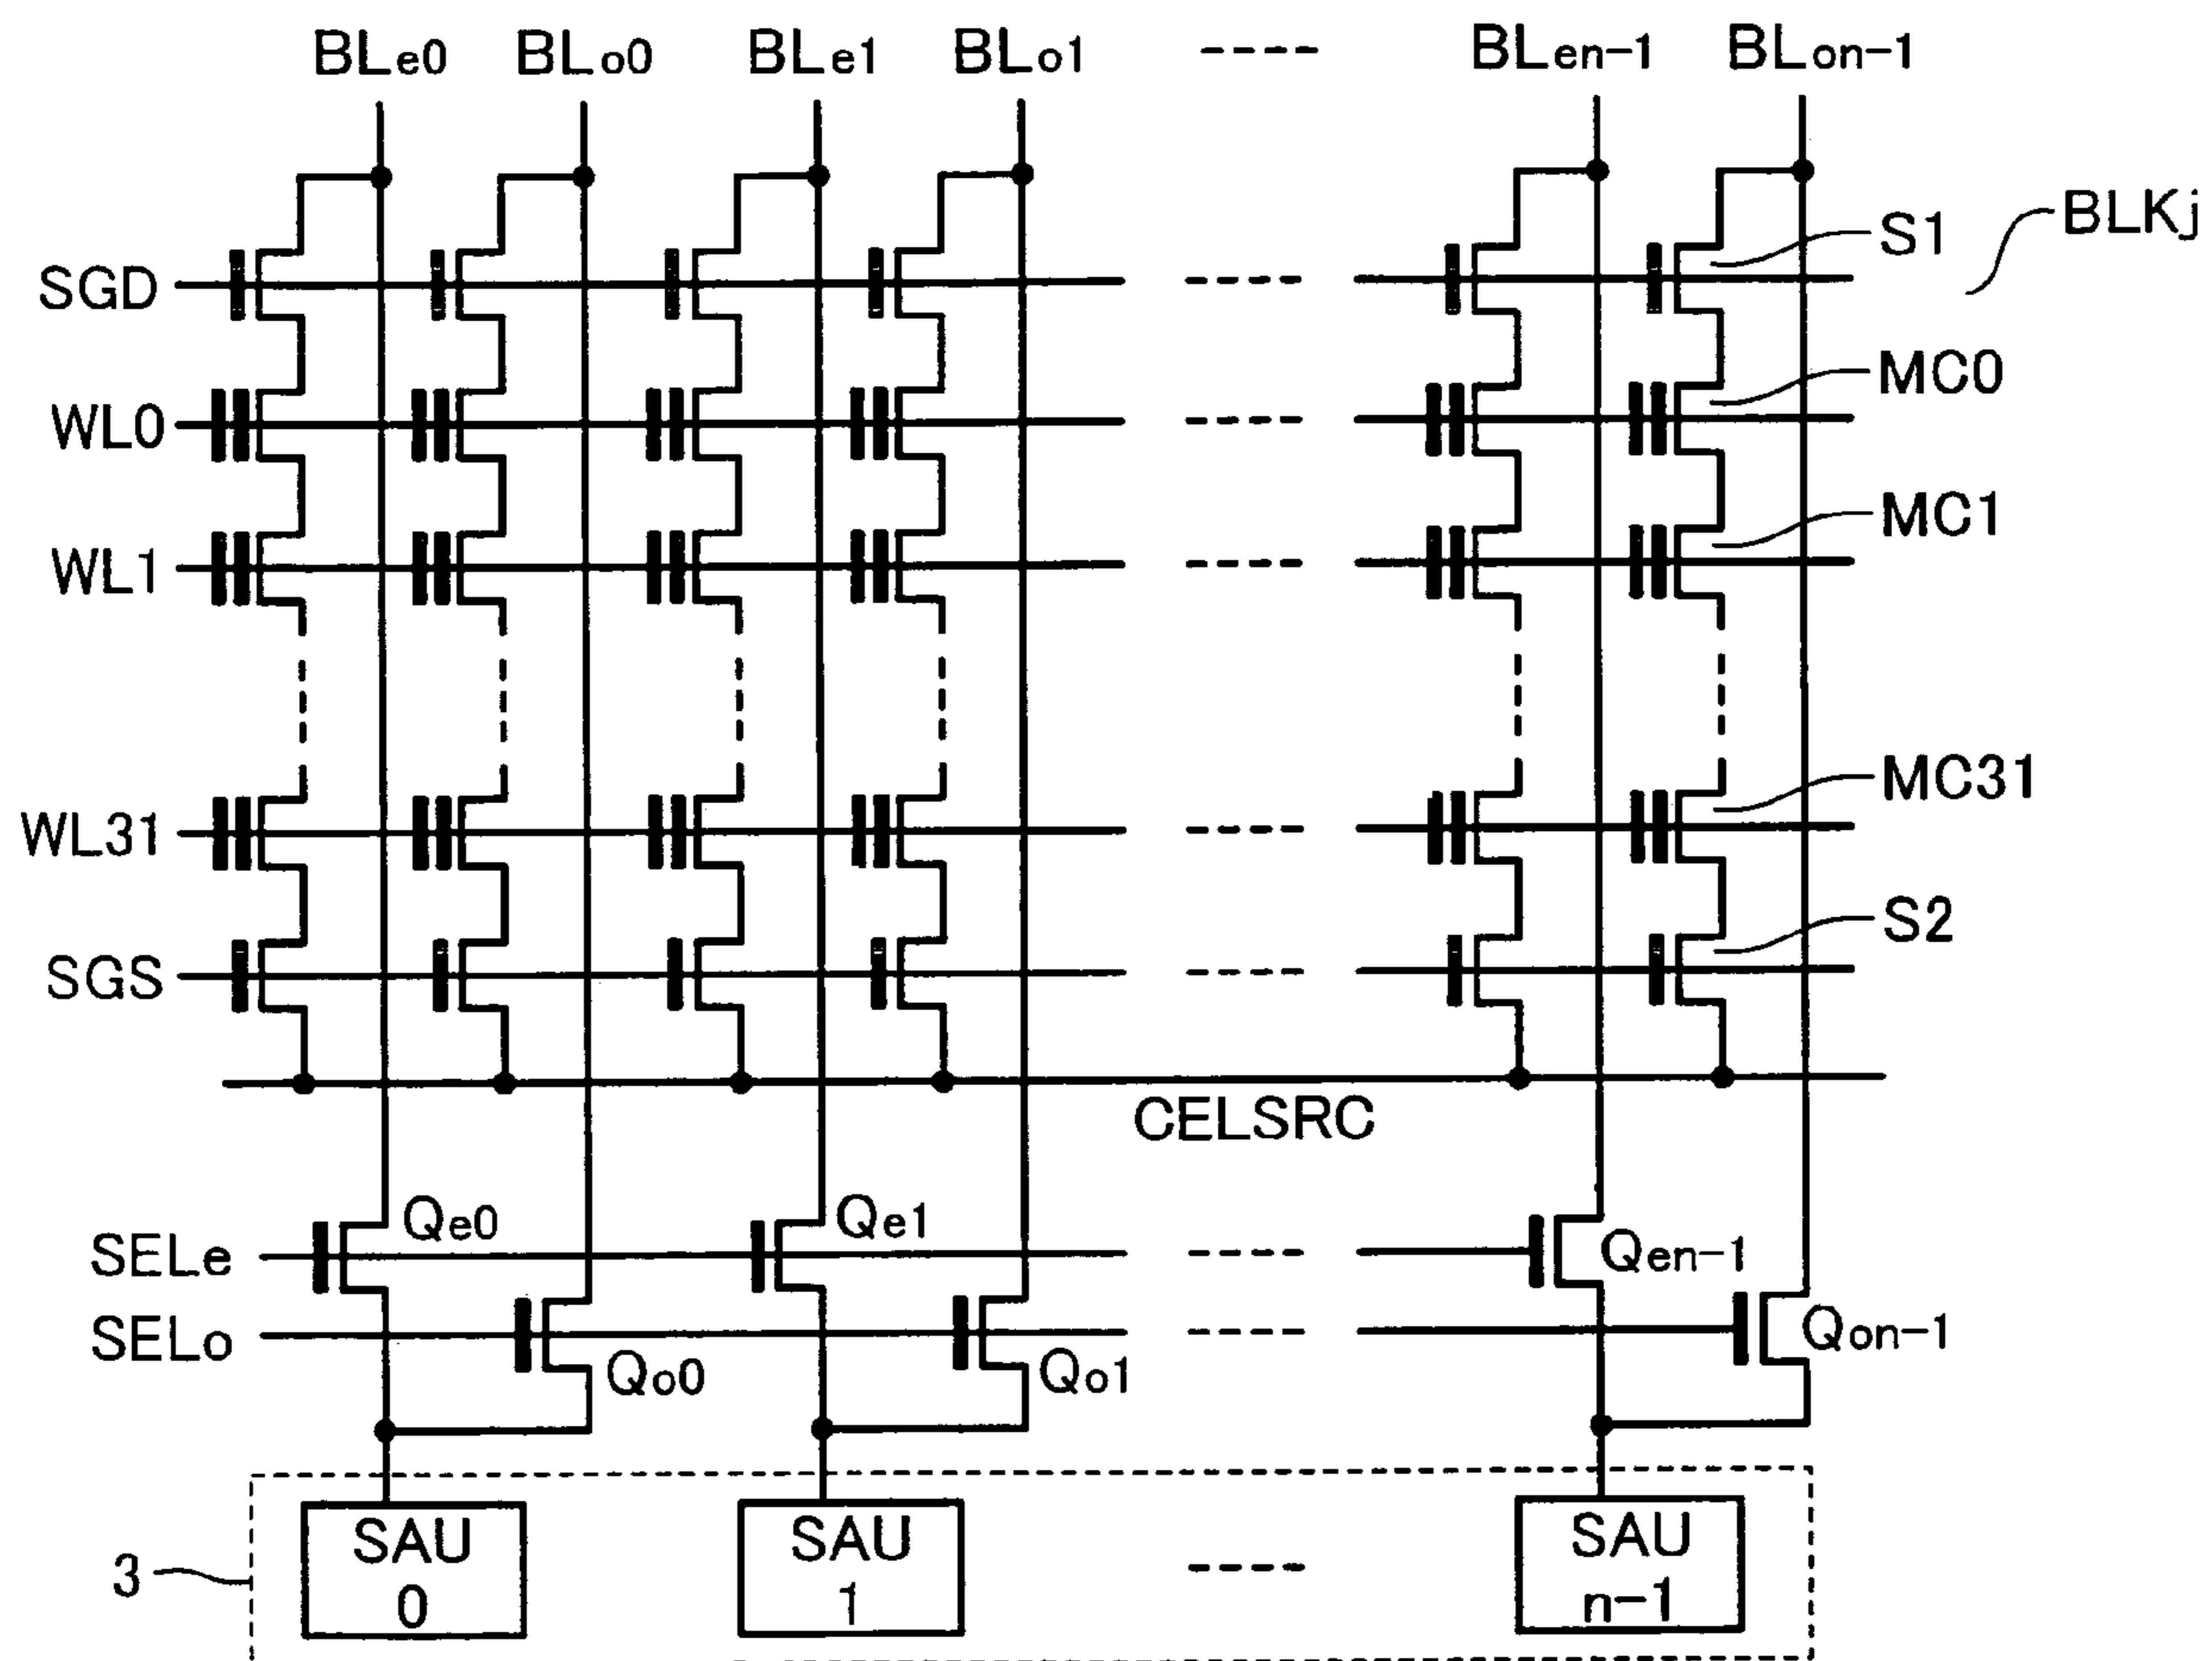 BLe0 BLo0 BLe1 BLo1 ---- BLen-1 BLon-1
BLKj
S1
SGD ----
MC0
WL0 ----
MC1
WL1 ----
MC31
WL31 ----
S2
SGS ----
CELSRC
Qe0 Qe1
SELe ---- Qen-1
SELo ---- Qon-1
Qo0 Qo1
SAU SAU SAU
3 ----
0 1 n-1